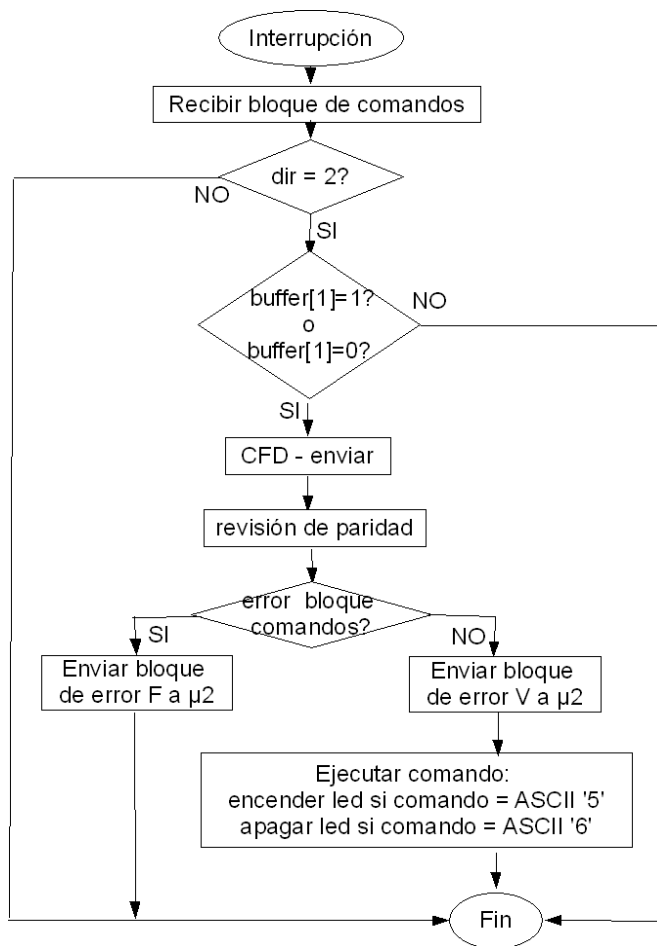 Interrupción
Recibir bloque de comandos
dir = 2?
NO
SI
buffer[1]=1?
NO
o
buffer[1]=0?
SI
CFD - enviar
revisión de paridad
error bloque
comandos?
SI
NO
Enviar bloque
de error F a µ2
Enviar bloque
de error V a µ2
Ejecutar comando:
encender led si comando = ASCII '5'
apagar led si comando = ASCII '6'
Fin